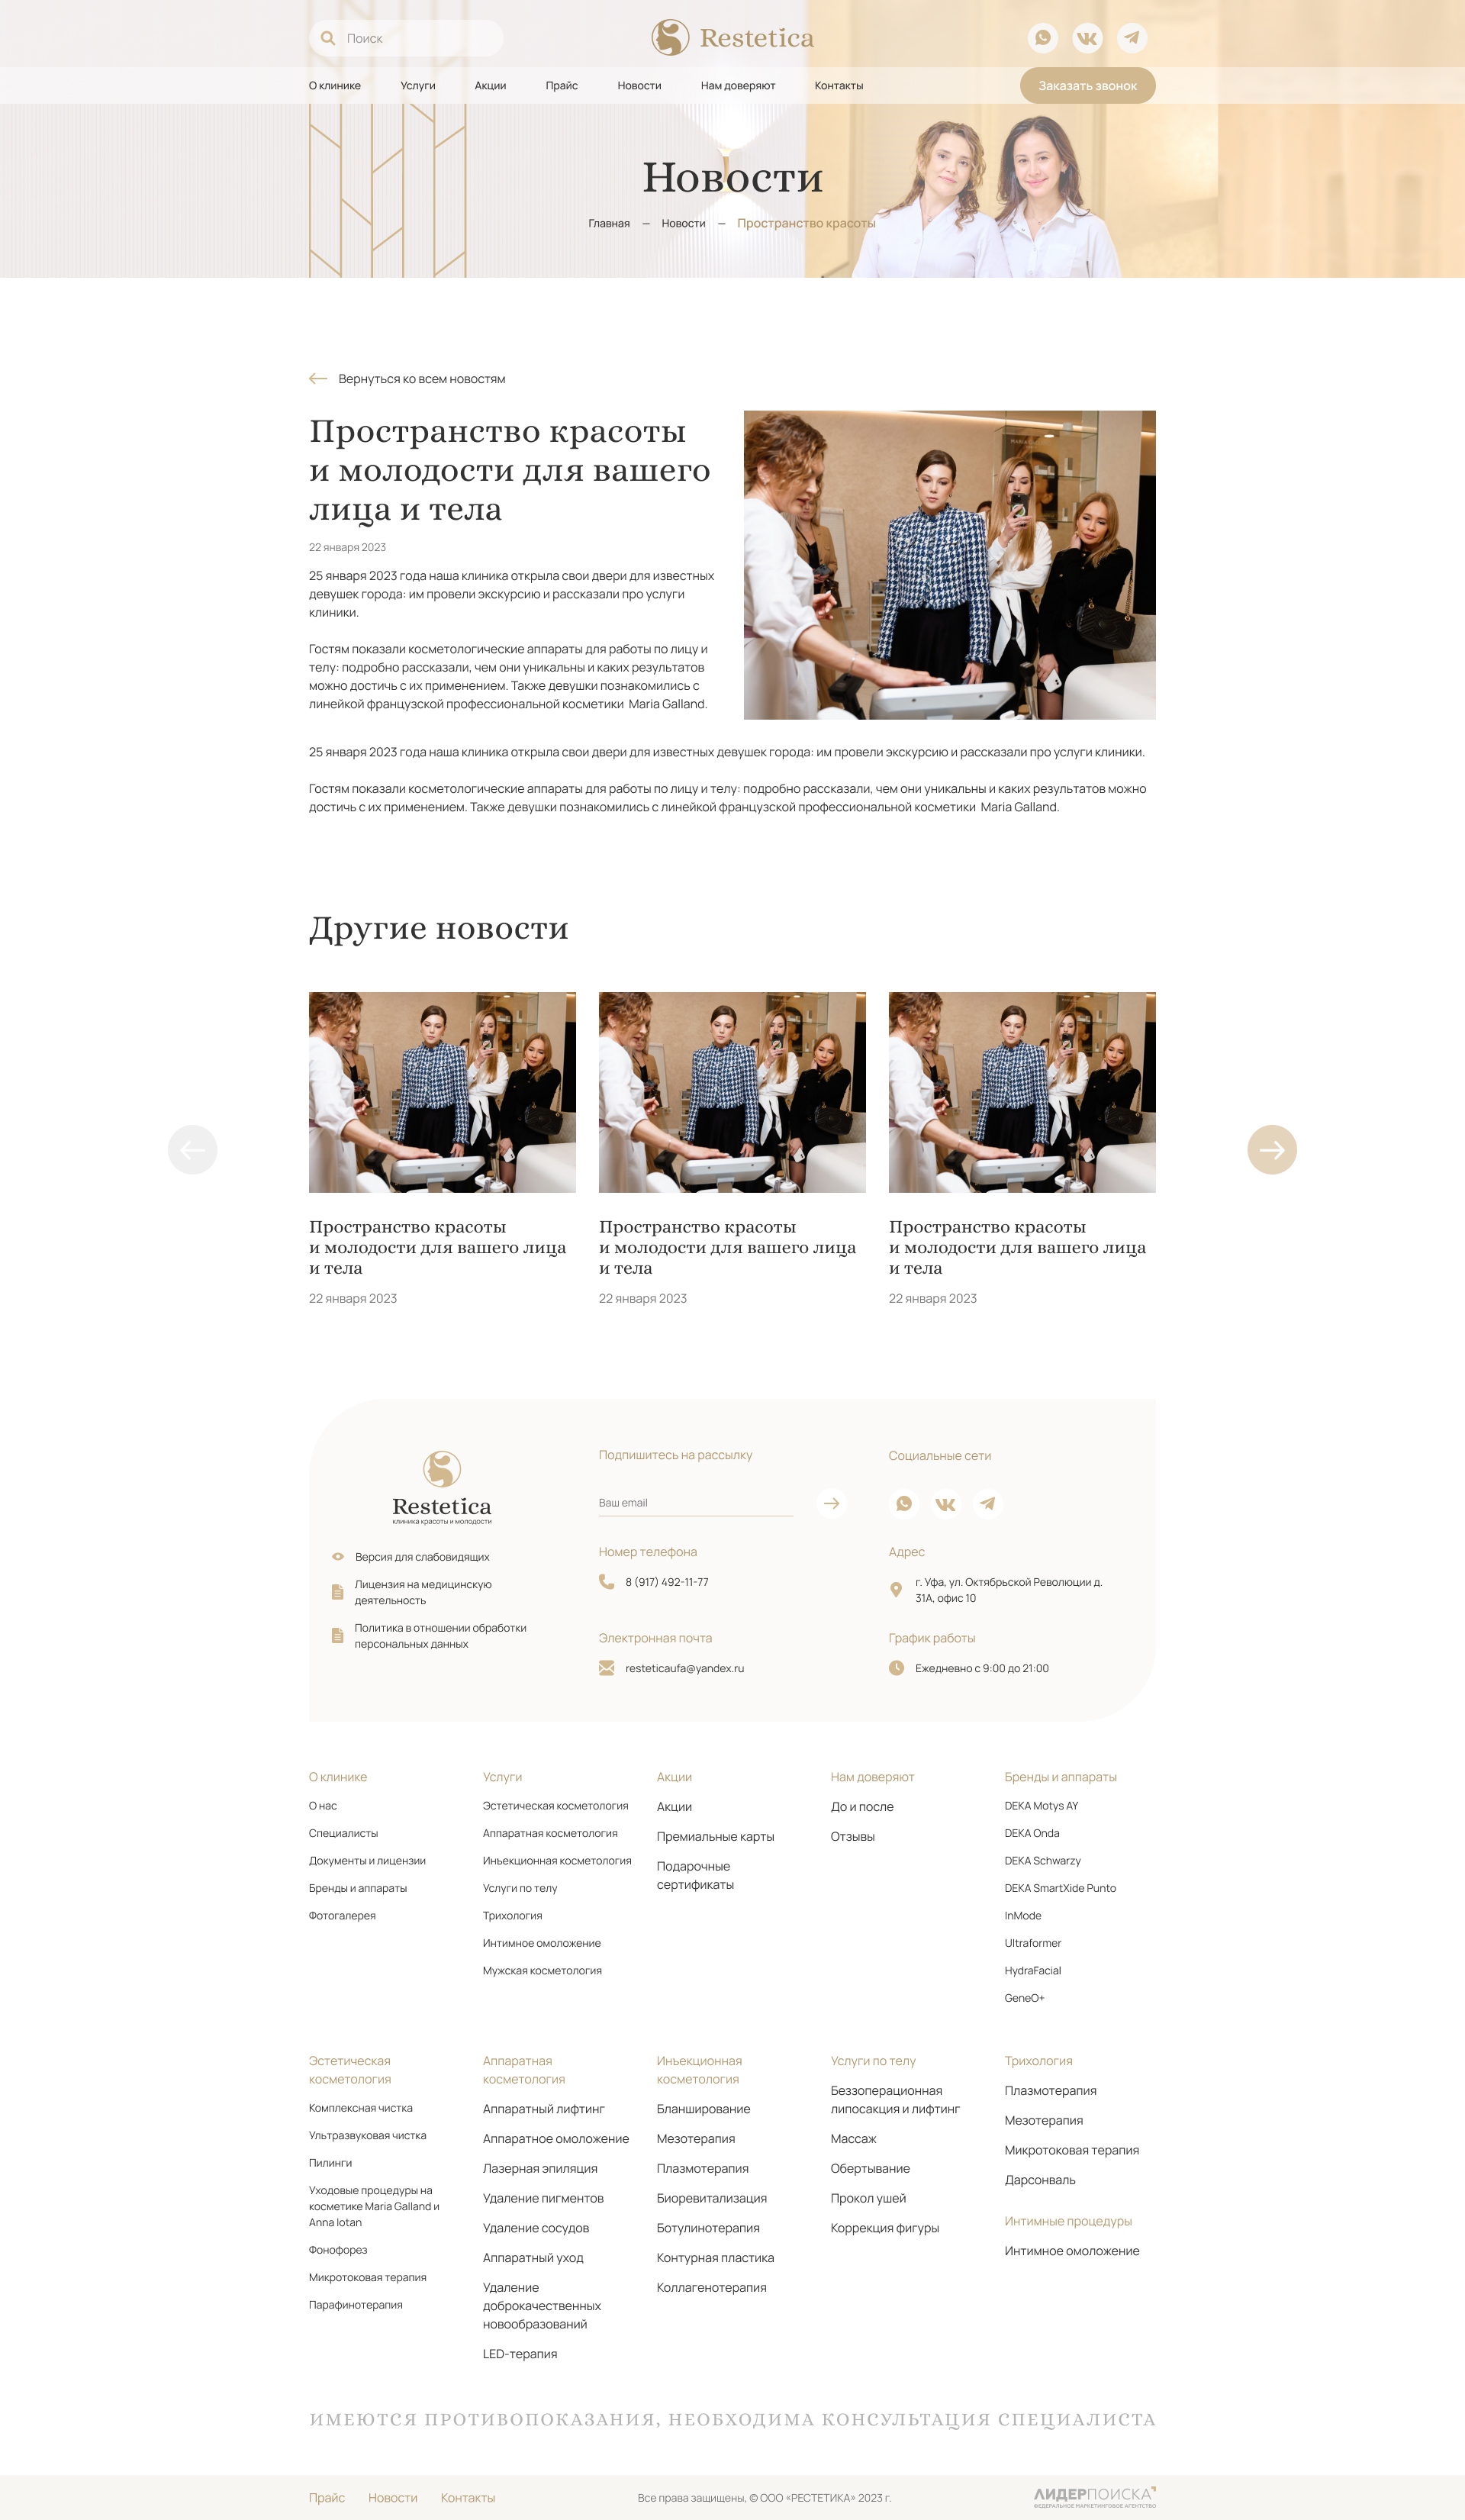 Поиск
Restetica
О клинике
Услуги
Акции
Прайс
Новости
Нам доверяют
Контакты
Заказать звонок
Новости
Главная — Новости — Пространство красоты
Вернуться ко всем новостям
Пространство красоты
и молодости для вашего
лица и тела
22 января 2023
25 января 2023 года наша клиника открыла свои двери для известных
девушек города: им провели экскурсию и рассказали про услуги
клиники.
Гостям показали косметологические аппараты для работы по лицу и
телу: подробно рассказали, чем они уникальны и каких результатов
можно достичь с их применением. Также девушки познакомились с
линейкой французской профессиональной косметики Maria Galland.
25 января 2023 года наша клиника открыла свои двери для известных девушек города: им провели экскурсию и рассказали про услуги клиники.
Гостям показали косметологические аппараты для работы по лицу и телу: подробно рассказали, чем они уникальны и каких результатов можно
достичь с их применением. Также девушки познакомились с линейкой французской профессиональной косметики Maria Galland.
Другие новости
Пространство красоты
и молодости для вашего лица
и тела
22 января 2023
Пространство красоты
и молодости для вашего лица
и тела
22 января 2023
Пространство красоты
и молодости для вашего лица
и тела
22 января 2023
Restetica
клиника красоты и молодости
Версия для слабовидящих
Лицензия на медицинскую
деятельность
Политика в отношении обработки
персональных данных
Подпишитесь на рассылку
Ваш email
Номер телефона
8 (917) 492-11-77
Электронная почта
resteticaufa@yandex.ru
Социальные сети
Адрес
г. Уфа, ул. Октябрьской Революции д.
31А, офис 10
График работы
Ежедневно с 9:00 до 21:00
О клинике
О нас
Специалисты
Документы и лицензии
Бренды и аппараты
Фотогалерея
Услуги
Эстетическая косметология
Аппаратная косметология
Инъекционная косметология
Услуги по телу
Трихология
Интимное омоложение
Мужская косметология
Акции
Акции
Премиальные карты
Подарочные
сертификаты
Нам доверяют
До и после
Отзывы
Бренды и аппараты
DEKA Motys AY
DEKA Onda
DEKA Schwarzy
DEKA SmartXide Punto
InMode
Ultraformer
HydraFacial
GeneO+
Эстетическая
косметология
Комплексная чистка
Ультразвуковая чистка
Пилинги
Уходовые процедуры на
косметике Maria Galland и
Anna lotan
Фонофорез
Микротоковая терапия
Парафинотерапия
Аппаратная
косметология
Аппаратный лифтинг
Аппаратное омоложение
Лазерная эпиляция
Удаление пигментов
Удаление сосудов
Аппаратный уход
Удаление
доброкачественных
новообразований
LED-терапия
Инъекционная
косметология
Бланширование
Мезотерапия
Плазмотерапия
Биоревитализация
Ботулинотерапия
Контурная пластика
Коллагенотерапия
Услуги по телу
Беззоперационная
липосакция и лифтинг
Массаж
Обертывание
Прокол ушей
Коррекция фигуры
Трихология
Плазмотерапия
Мезотерапия
Микротоковая терапия
Дарсонваль
Интимные процедуры
Интимное омоложение
ИМЕЮТСЯ ПРОТИВОПОКАЗАНИЯ, НЕОБХОДИМА КОНСУЛЬТАЦИЯ СПЕЦИАЛИСТА
Прайс
Новости
Контакты
Все права защищены, © ООО «РЕСТЕТИКА» 2023 г.
ЛИДЕРПОИСКА
ФЕДЕРАЛЬНОЕ МАРКЕТИНГОВОЕ АГЕНТСТВО